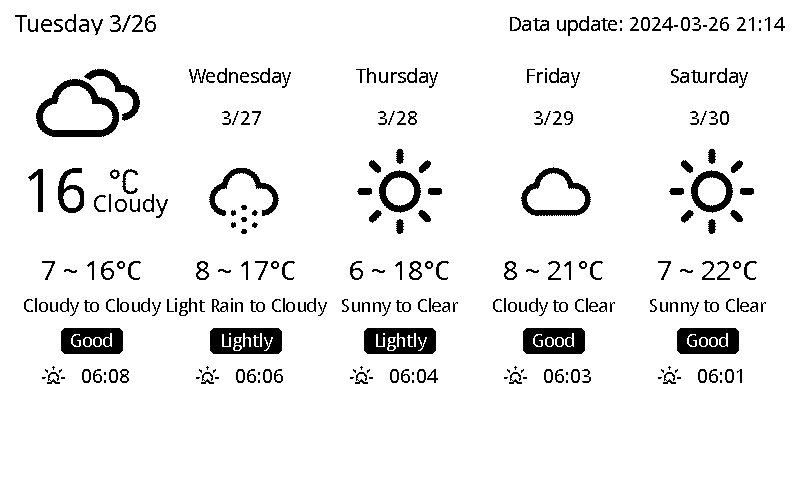 Tuesday 3/26
Data update: 2024-03-26 21:14
16 °C Cloudy
Wednesday Thursday Friday Saturday
3/27 3/28 3/29 3/30
7 ~ 16°C 8 ~ 17°C 6 ~ 18°C 8 ~ 21°C 7 ~ 22°C
Cloudy to Cloudy Light Rain to Cloudy Sunny to Clear Cloudy to Clear Sunny to Clear
Good Lightly Lightly Good Good
06:08 06:06 06:04 06:03 06:01